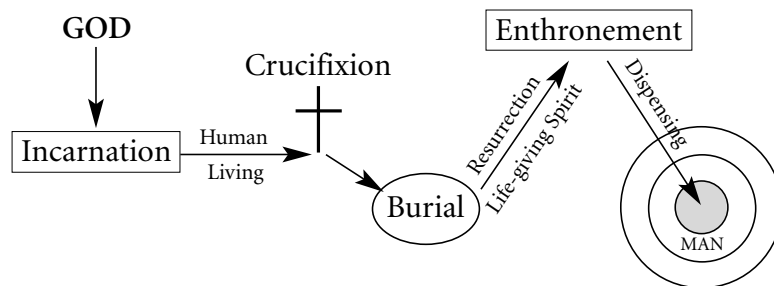 GOD
Incarnation
Human
Living
Crucifixion
Burial
Resurrection
Life-giving Spirit
Enthronement
Dispensing
MAN